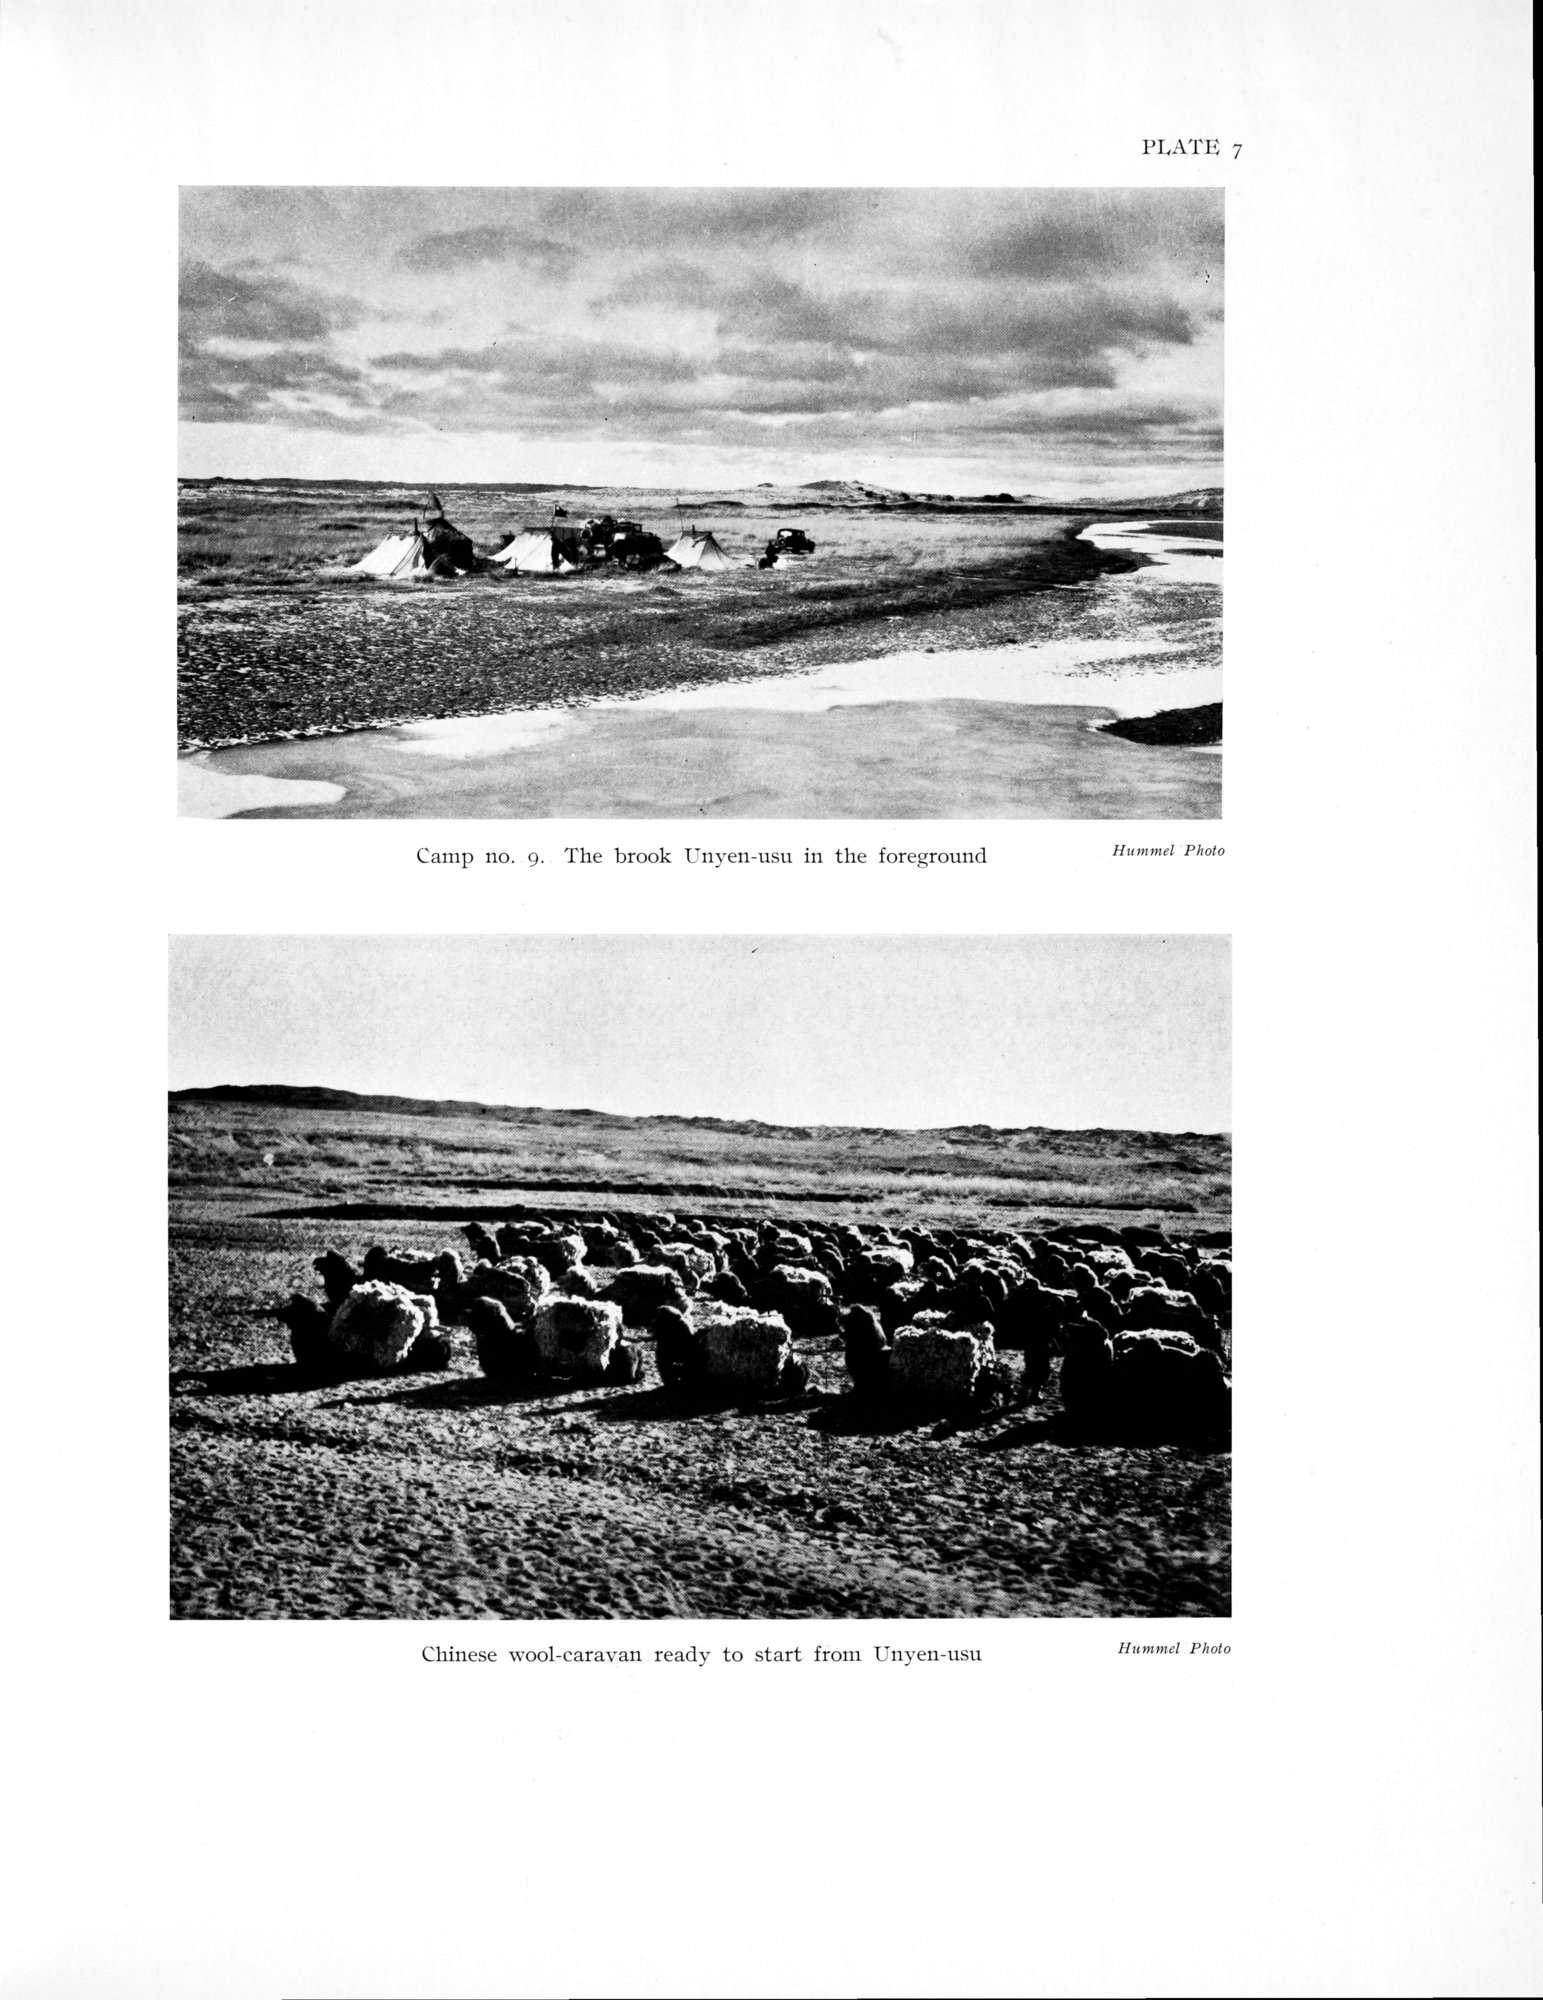 PLATE 7
Camp no. 9. The brook Unyen-usu in the foreground
Hummel Photo
Chinese wool-caravan ready to start from Unyen-usu
Hummel Photo